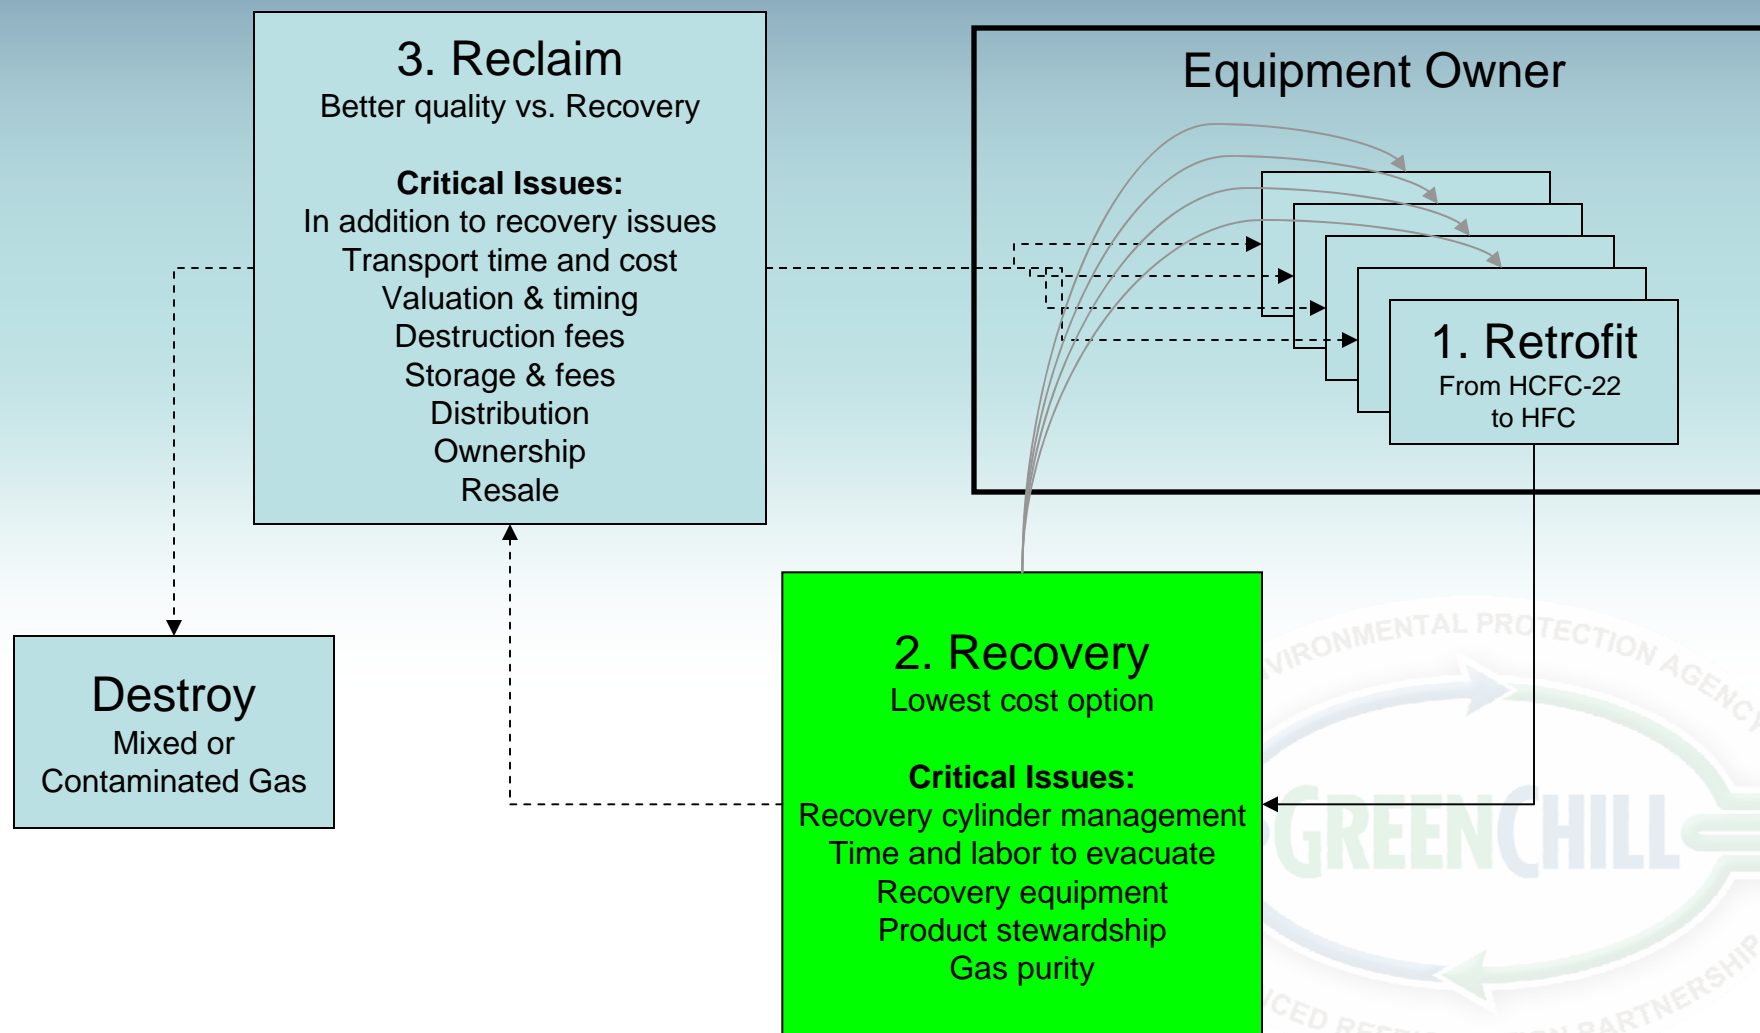 3. Reclaim
Better quality vs. Recovery
Critical Issues:
In addition to recovery issues
Transport time and cost
Valuation & timing
Destruction fees
Storage & fees
Distribution
Ownership
Resale
Equipment Owner
1. Retrofit
From HCFC-22
to HFC
2. Recovery
Lowest cost option
Critical Issues:
Recovery cylinder management
Time and labor to evacuate
Recovery equipment
Product stewardship
Gas purity
Destroy
Mixed or
Contaminated Gas
PROTECTION AGENCY
GREENCHILL
PARTNERSHIP